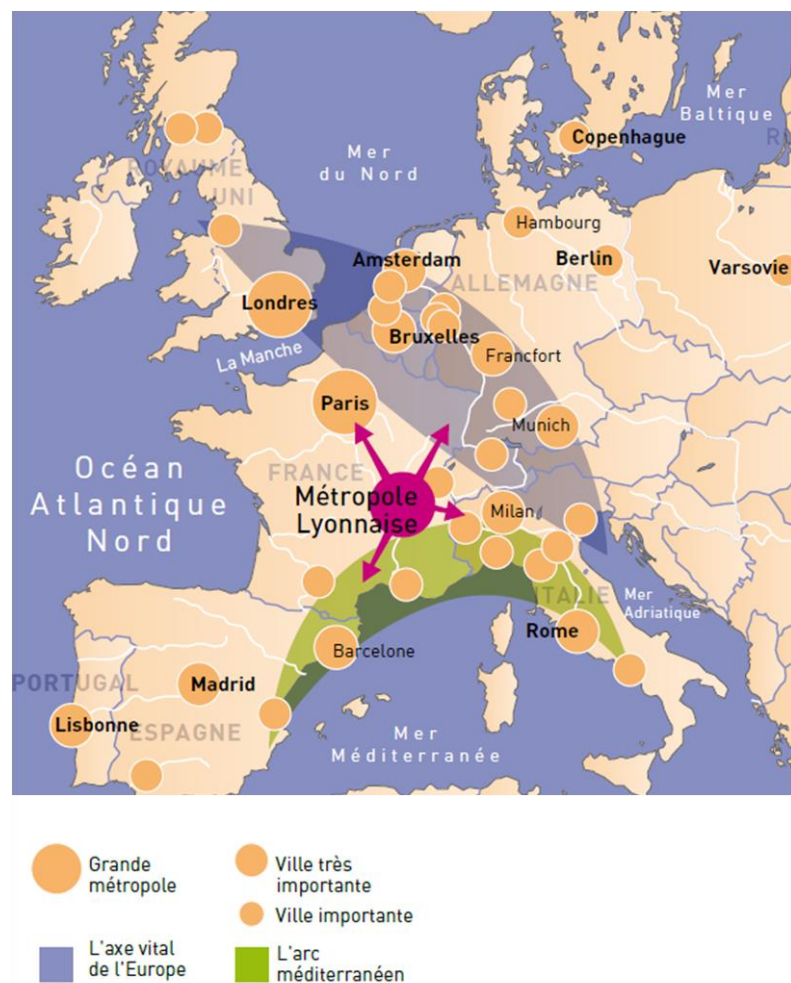 Mer
Baltique
Copenhague
RU
Mer
du Nord
ROYAUME
UNI
Hambourg
Amsterdam
Berlin
Varsovie
ALLEMAGNE
Londres
Bruxelles
La Manche
Francfort
Paris
Munich
Océan
Atlantique
Nord
FRANCE
Métropole
Lyonnaise
Milan
ITALIE
Mer
Adriatique
Rome
Barcelone
PORTUGAL
Madrid
Lisbonne
ESPAGNE
Mer
Méditerranée
Grande
métropole
Ville très
importante
Ville importante
L'axe vital
de l'Europe
L'arc
méditerranéen